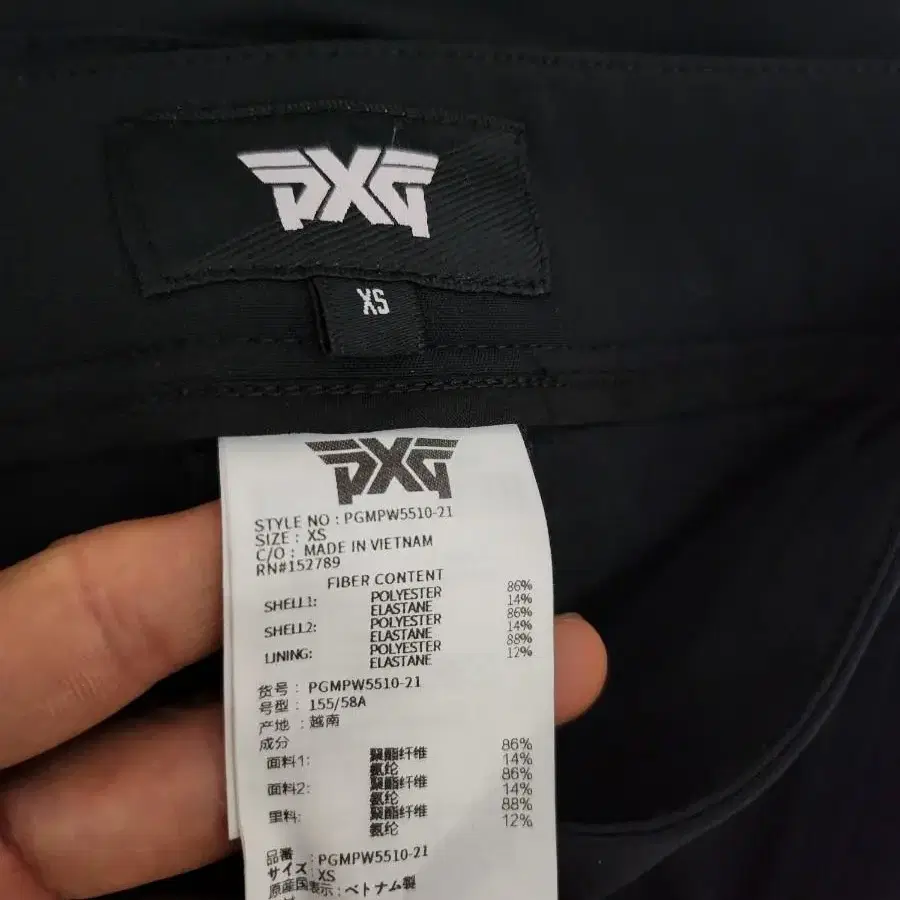 PXG
XS
PXG
STYLE NO : PGMPW5510-21
SIZE : XS
C/O : MADE IN VIETNAM
RN#152789
FIBER CONTENT
SHELL1: POLYESTER 86%
ELASTANE 14%
SHELL2: POLYESTER 86%
ELASTANE 14%
LINING: POLYESTER 88%
ELASTANE 12%
货号 : PGMPW5510-21
号型 : 155/58A
产地 : 越南
成分
面料1: 聚酯纤维 86%
氨纶 14%
面料2: 聚酯纤维 86%
氨纶 14%
里料: 聚酯纤维 88%
氨纶 12%
品番 : PGMPW5510-21
サイズ : XS
原産国表示 : ベトナム製